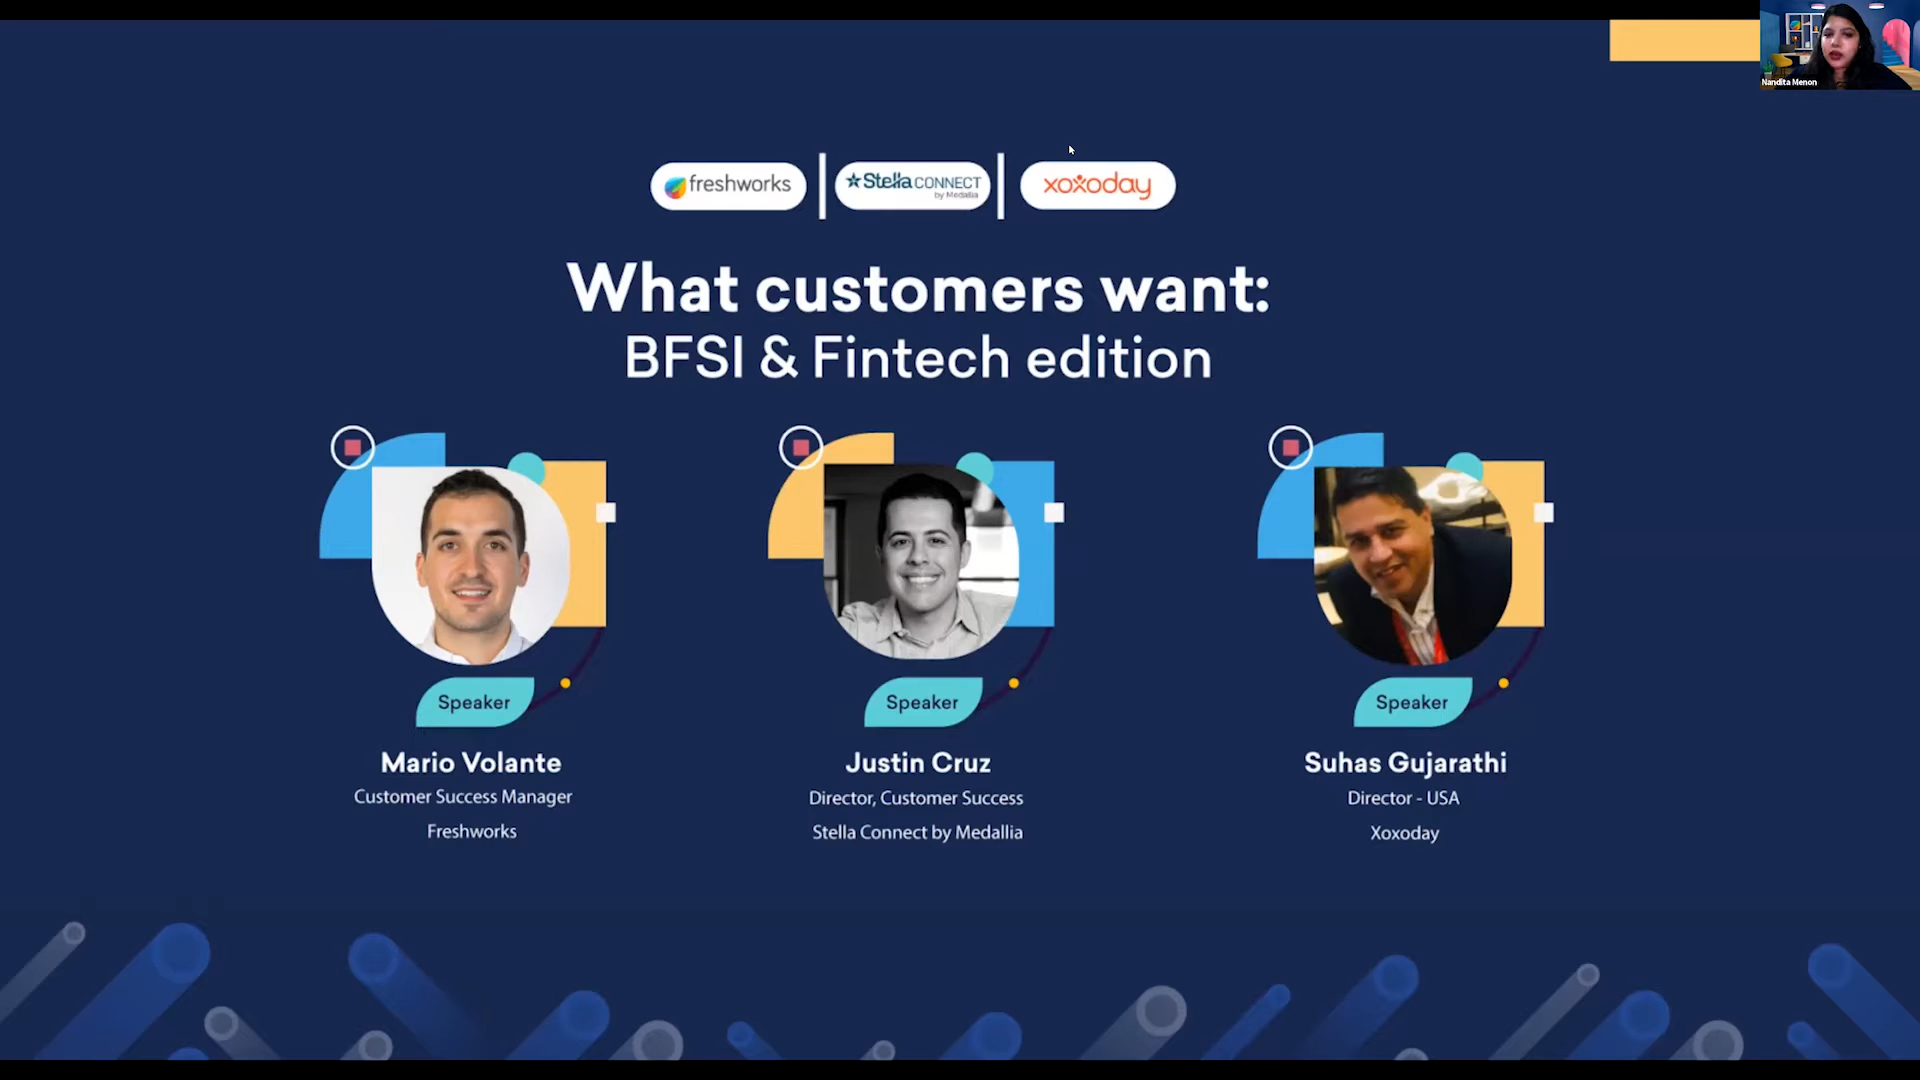 Nandita Menon
freshworks
Stella CONNECT
by Medallia
xoxoday
What customers want:
BFSI & Fintech edition
Speaker
Speaker
Speaker
Mario Volante
Customer Success Manager
Freshworks
Justin Cruz
Director, Customer Success
Stella Connect by Medallia
Suhas Gujarathi
Director - USA
Xoxoday